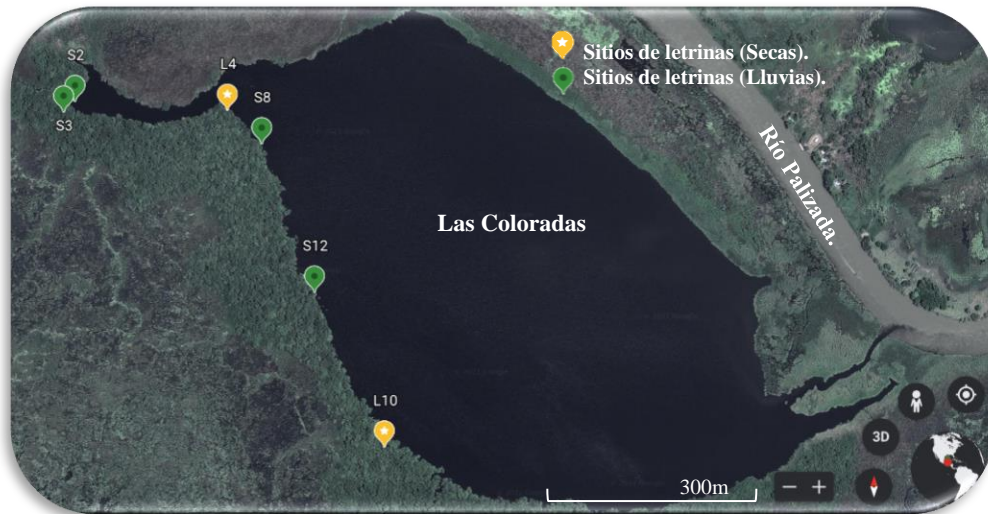 Sitios de letrinas (Secas).
Sitios de letrinas (Lluvias).
S2
S3
L4
S8
Río Palizada.
Las Coloradas
S12
L10
3D
300m